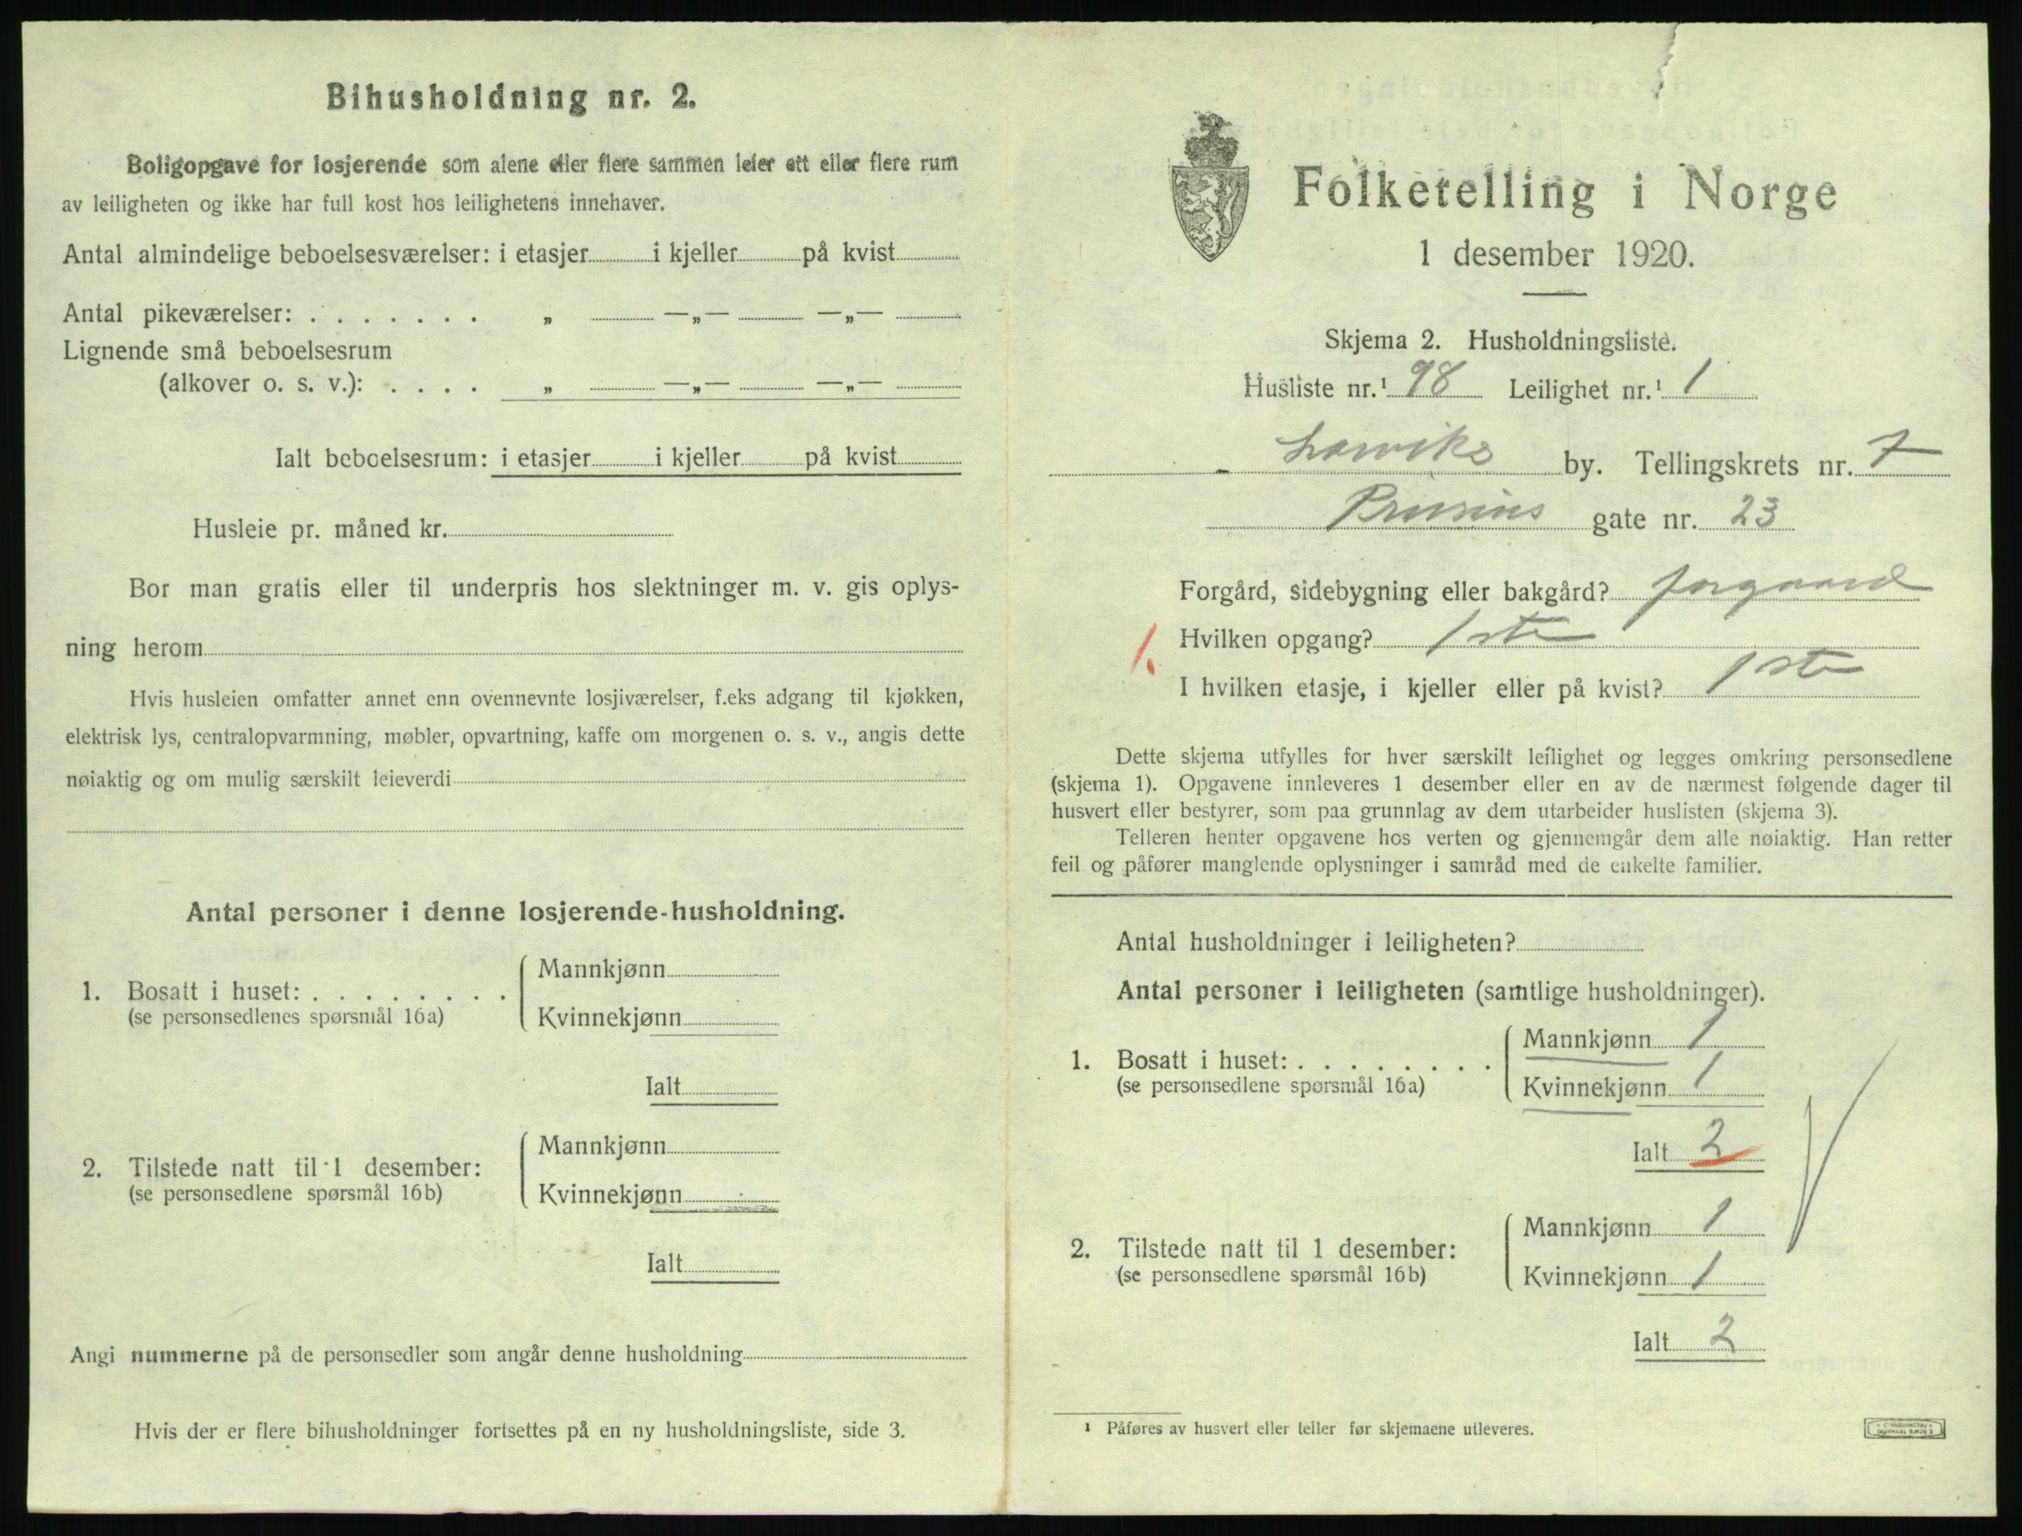 Bihusholdning nr. 2.
Boligopgave for losjerende som alene eller flere sammen leier ett eller flere rum
av leiligheten og ikke har full kost hos leilighetens innehaver.
Antal almindelige beboelsesværelser: i etasjer i kjeller på kvist
Antal pikeværelser: . . . . . . . „ —„— —„—
Lignende små beboelsesrum
(alkover o. s. v.): . . . . „ —„— —„—
Ialt beboelsesrum: i etasjer i kjeller på kvist
Husleie pr. måned kr.
Bor man gratis eller til underpris hos slektninger m. v. gis oplys-
ning herom
Hvis husleien omfatter annet enn ovennevnte losjiværelser, f.eks adgang til kjøkken,
elektrisk lys, centralopvarmning, møbler, opvartning, kaffe om morgenen o. s. v., angis dette
nøiaktig og om mulig særskilt leieverdi
Antal personer i denne losjerende-husholdning.
1. Bosatt i huset: . . . . . . . .
(se personsedlenes spørsmål 16a)
Mannkjønn
Kvinnekjønn
Ialt
2. Tilstede natt til 1 desember:
(se personsedlene spørsmål 16b)
Mannkjønn
Kvinnekjønn
Ialt
Angi nummerne på de personsedler som angår denne husholdning
Hvis der er flere bihusholdninger fortsettes på en ny husholdningsliste, side 3.
Folketelling i Norge
1 desember 1920.
Skjema 2. Husholdningsliste.
Husliste nr.¹ 98 Leilighet nr.¹ 1
Larviks by. Tellingskrets nr. 7
gate nr. 23
Forgård, sidebygning eller bakgård? forgaard
1. Hvilken opgang? 1ste
I hvilken etasje, i kjeller eller på kvist? 1ste
Dette skjema utfylles for hver særskilt leilighet og legges omkring personsedlene
(skjema 1). Opgavene innleveres 1 desember eller en av de nærmest følgende dager til
husvert eller bestyrer, som paa grunnlag av dem utarbeider huslisten (skjema 3).
Telleren henter opgavene hos verten og gjennemgår dem alle nøiaktig. Han retter
feil og påfører manglende oplysninger i samråd med de enkelte familier.
Antal husholdninger i leiligheten?
Antal personer i leiligheten (samtlige husholdninger).
1. Bosatt i huset: . . . . . . . .
(se personsedlene spørsmål 16a)
Mannkjønn 1
Kvinnekjønn 1
Ialt 2
2. Tilstede natt til 1 desember:
(se personsedlene spørsmål 16b)
Mannkjønn 1
Kvinnekjønn 1
Ialt 2
¹ Påføres av husvert eller teller før skjemaene utleveres.